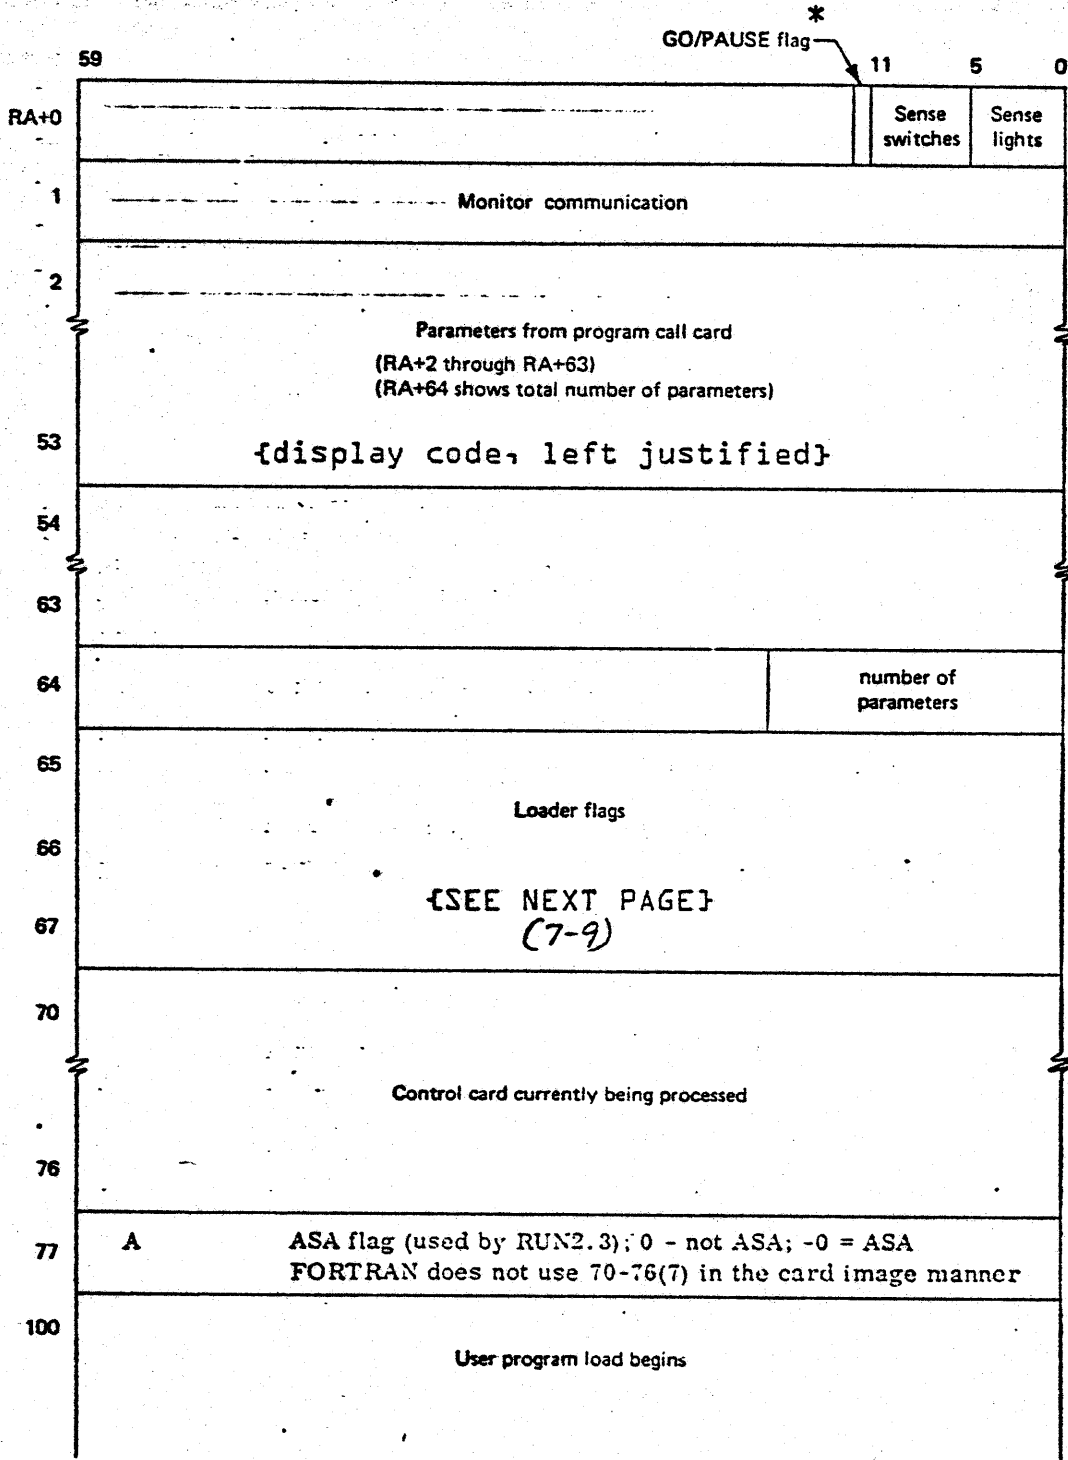 *
GO/PAUSE flag
59 11 5 0
RA+0 Sense switches Sense lights
1 Monitor communication
2
Parameters from program call card
(RA+2 through RA+63)
(RA+64 shows total number of parameters)
53 {display code, left justified}
54
63
64 number of parameters
65
Loader flags
66
{SEE NEXT PAGE}
67 (7-9)
70
Control card currently being processed
76
77 A ASA flag (used by RUN2.3); 0 - not ASA; -0 = ASA
FORTRAN does not use 70-76(7) in the card image manner
100
User program load begins